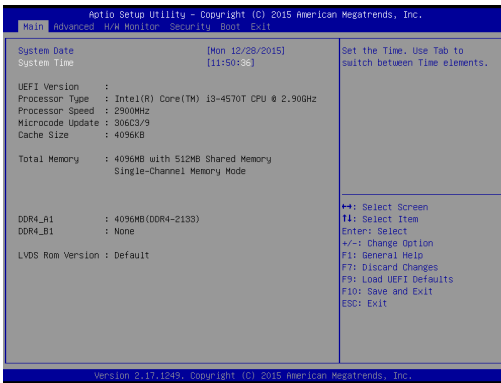 Aptio Setup Utility – Copyright (C) 2015 American Megatrends, Inc.
Main Advanced H/W Monitor Security Boot Exit
System Date [Mon 12/28/2015]
System Time [11:50:36]
UEFI Version :
Processor Type : Intel(R) Core(TM) i3-4570T CPU @ 2.90GHz
Processor Speed : 2900MHz
Microcode Update : 306C3/9
Cache Size : 4096KB
Total Memory : 4096MB with 512MB Shared Memory
Single-Channel Memory Mode
DDR4_A1 : 4096MB(DDR4-2133)
DDR4_B1 : None
LVDS Rom Version : Default
Set the Time. Use Tab to
switch between Time elements.
↔: Select Screen
↑↓: Select Item
Enter: Select
+/-: Change Option
F1: General Help
F7: Discard Changes
F9: Load UEFI Defaults
F10: Save and Exit
ESC: Exit
Version 2.17.1249. Copyright (C) 2015 American Megatrends, Inc.